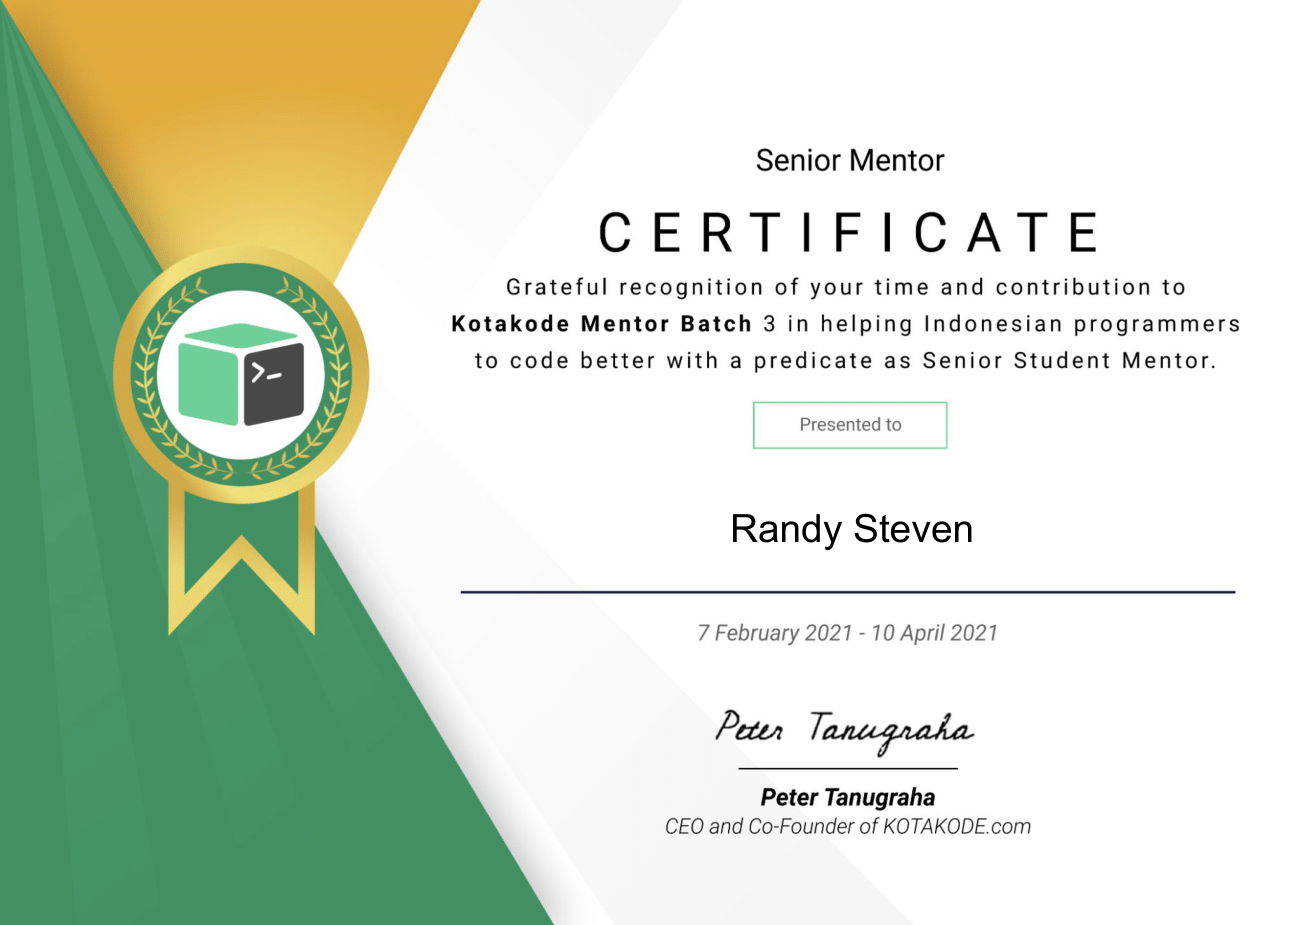 Senior Mentor
CERTIFICATE
Grateful recognition of your time and contribution to
Kotakode Mentor Batch 3 in helping Indonesian programmers
to code better with a predicate as Senior Student Mentor.
Presented to
Randy Steven
7 February 2021 - 10 April 2021
Peter Tanugraha
Peter Tanugraha
CEO and Co-Founder of KOTAKODE.com